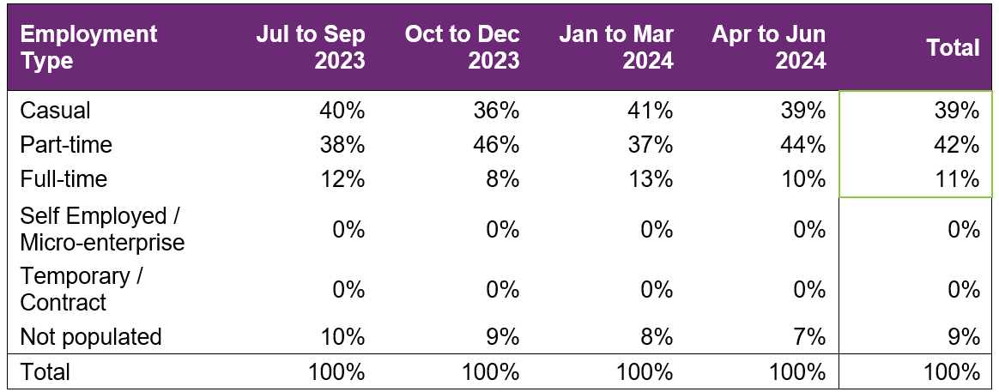 Employment Type Jul to Sep 2023 Oct to Dec 2023 Jan to Mar 2024 Apr to Jun 2024 Total
Casual 40% 36% 41% 39% 39%
Part-time 38% 46% 37% 44% 42%
Full-time 12% 8% 13% 10% 11%
Self Employed / Micro-enterprise 0% 0% 0% 0% 0%
Temporary / Contract 0% 0% 0% 0% 0%
Not populated 10% 9% 8% 7% 9%
Total 100% 100% 100% 100% 100%